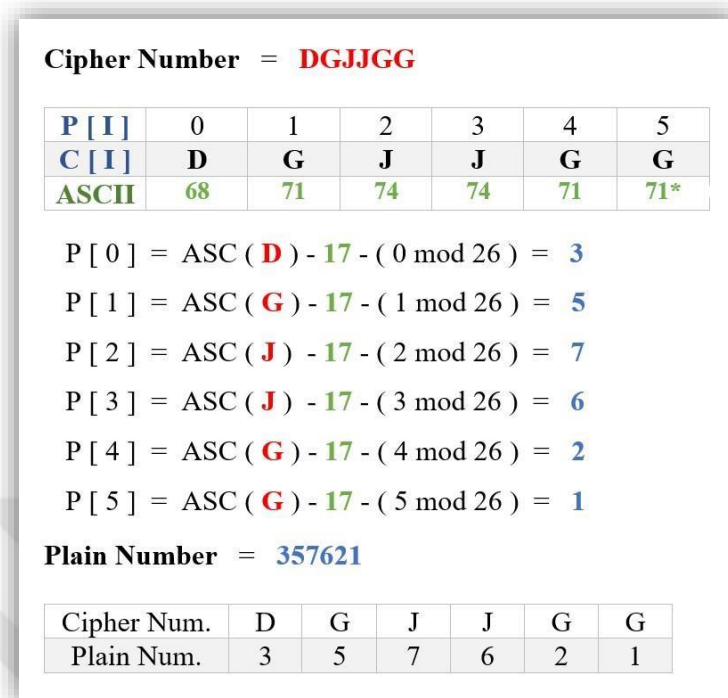 Cipher Number = DGJJGG
P [ I ] 0 1 2 3 4 5
C [ I ] D G J J G G
ASCII 68 71 74 74 71 71*
P [ 0 ] = ASC ( D ) - 17 - ( 0 mod 26 ) = 3
P [ 1 ] = ASC ( G ) - 17 - ( 1 mod 26 ) = 5
P [ 2 ] = ASC ( J ) - 17 - ( 2 mod 26 ) = 7
P [ 3 ] = ASC ( J ) - 17 - ( 3 mod 26 ) = 6
P [ 4 ] = ASC ( G ) - 17 - ( 4 mod 26 ) = 2
P [ 5 ] = ASC ( G ) - 17 - ( 5 mod 26 ) = 1
Plain Number = 357621
Cipher Num. D G J J G G
Plain Num. 3 5 7 6 2 1